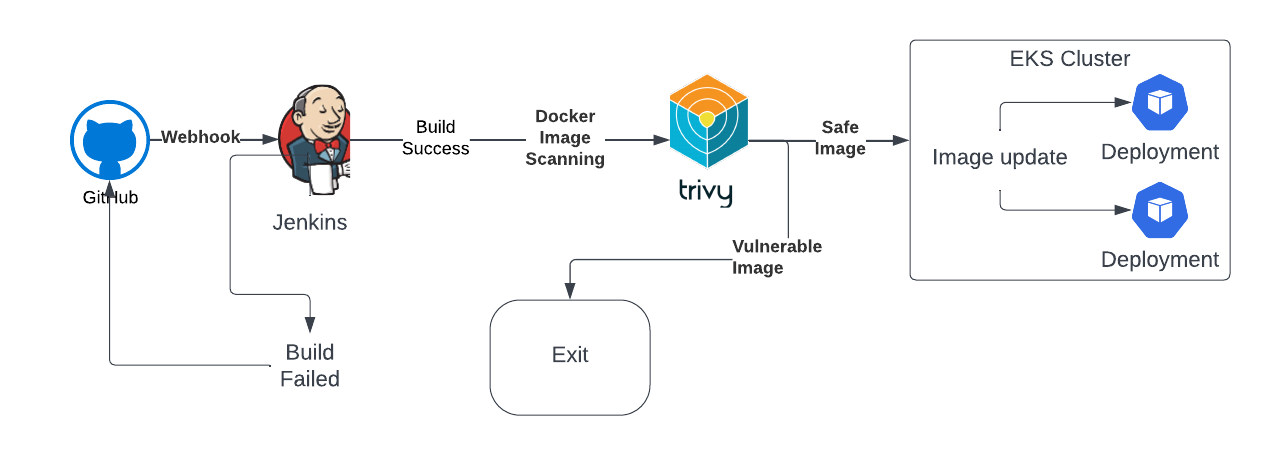 GitHub
Webhook
Jenkins
Build
Success
Docker
Image
Scanning
trivy
Safe
Image
EKS Cluster
Image update
Deployment
Deployment
Vulnerable
Image
Exit
Build
Failed